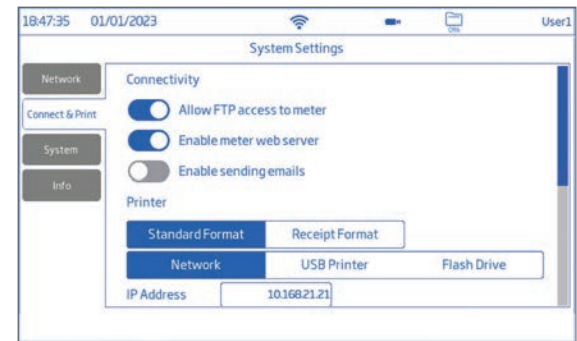 18:47:35 01/01/2023 0% User1
System Settings
Network
Connect & Print
System
Info
Connectivity
Allow FTP access to meter
Enable meter web server
Enable sending emails
Printer
Standard Format Receipt Format
Network USB Printer Flash Drive
IP Address 10.168.21.21